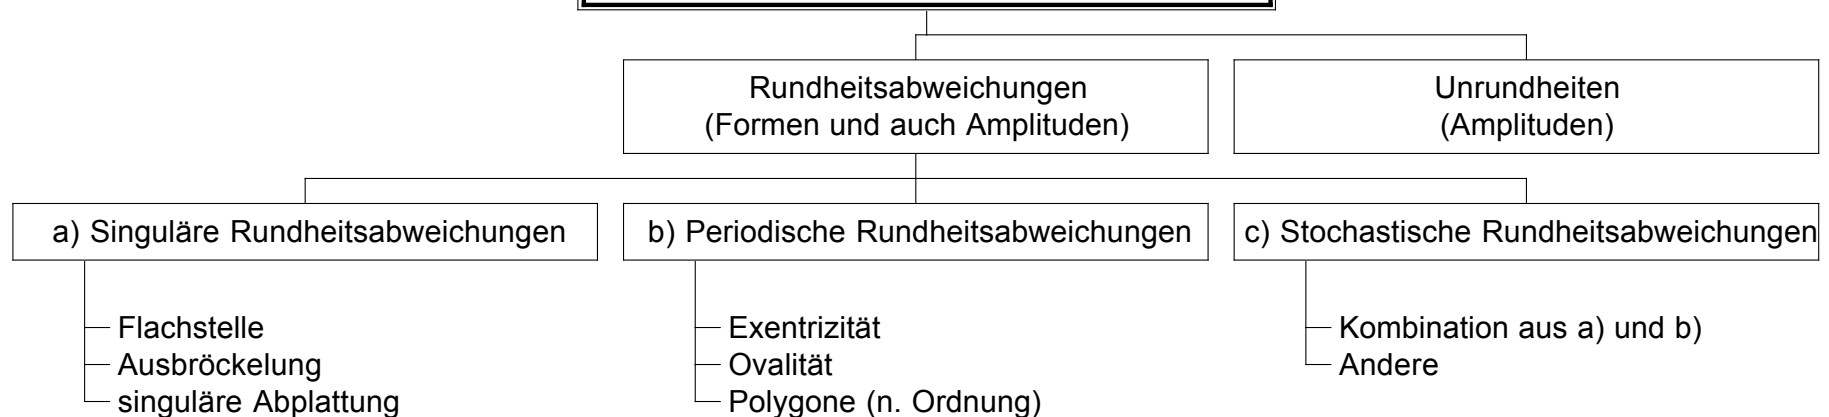 Rundheitsabweichungen
(Formen und auch Amplituden)
Unrundheiten
(Amplituden)
a) Singuläre Rundheitsabweichungen
b) Periodische Rundheitsabweichungen
c) Stochastische Rundheitsabweichungen
Flachstelle
Ausbröckelung
singuläre Abplattung
Exentrizität
Ovalität
Polygone (n. Ordnung)
Kombination aus a) und b)
Andere